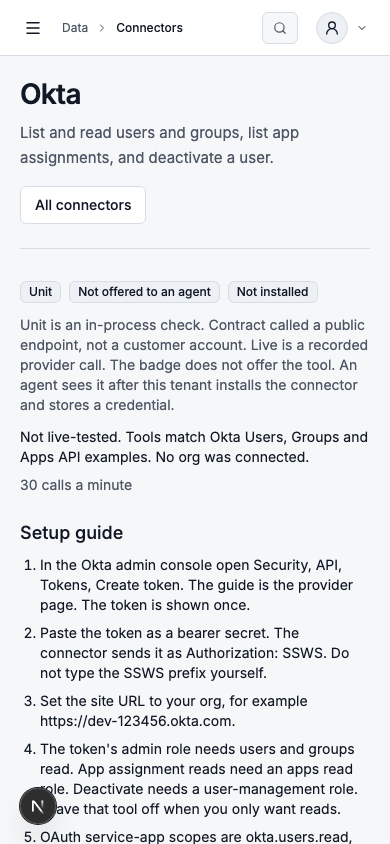 Data > Connectors
Okta
List and read users and groups, list app
assignments, and deactivate a user.
All connectors
Unit Not offered to an agent Not installed
Unit is an in-process check. Contract called a public
endpoint, not a customer account. Live is a recorded
provider call. The badge does not offer the tool. An
agent sees it after this tenant installs the connector
and stores a credential.
Not live-tested. Tools match Okta Users, Groups and
Apps API examples. No org was connected.
30 calls a minute
Setup guide
1. In the Okta admin console open Security, API,
Tokens, Create token. The guide is the provider
page. The token is shown once.
2. Paste the token as a bearer secret. The
connector sends it as Authorization: SSWS. Do
not type the SSWS prefix yourself.
3. Set the site URL to your org, for example
https://dev-123456.okta.com.
4. The token's admin role needs users and groups
read. App assignment reads need an apps read
role. Deactivate needs a user-management role.
that tool off when you only want reads.
5. OAuth service-app scopes are okta.users.read,